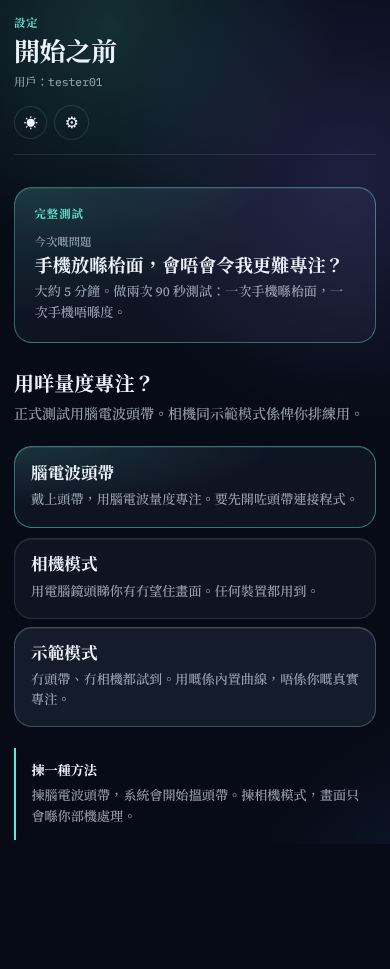 設定
開始之前
用戶：tester01
完整測試
今次嘅問題
手機放喺枱面，會唔會令我更難專注？
大約 5 分鐘。做兩次 90 秒測試：一次手機喺枱面，一
次手機唔喺度。
用咩量度專注？
正式測試用腦電波頭帶。相機同示範模式係俾你排練用。
腦電波頭帶
戴上頭帶，用腦電波量度專注。要先開咗頭帶連接程式。
相機模式
用電腦鏡頭睇你有冇望住畫面。任何裝置都用到。
示範模式
冇頭帶、冇相機都試到。用嘅係內置曲線，唔係你嘅真實
專注。
揀一種方法
揀腦電波頭帶，系統會開始搵頭帶。揀相機模式，畫面只
會喺你部機處理。